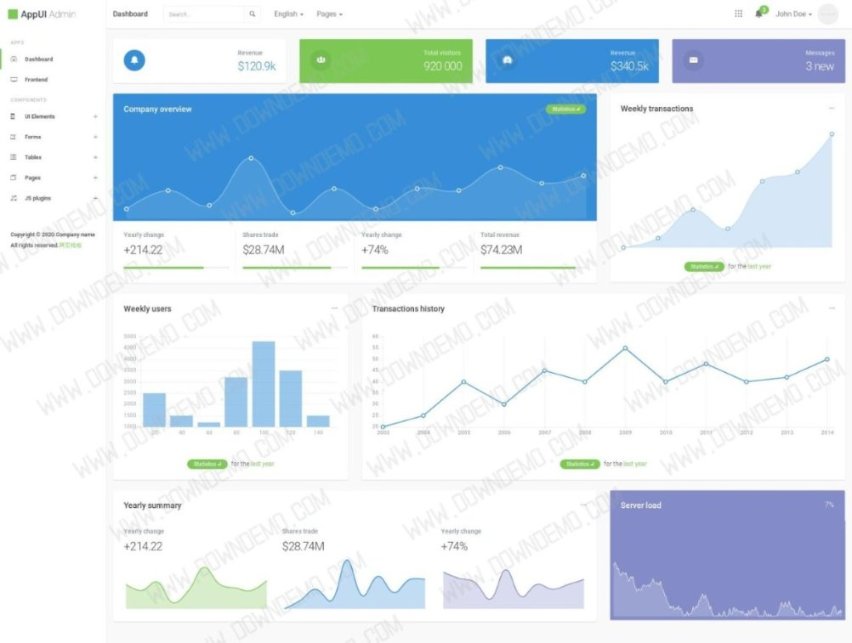 AppUI Admin
Dashboard
Search...
English
Pages
3
John Doe
APPS
Dashboard
Frontend
COMPONENTS
UI Elements
Forms
Tables
Pages
JS plugins
Copyright © 2020 Company name
All rights reserved.
Revenue
$120.9k
Total visitors
920 000
Revenue
$340.5k
Messages
3 new
Company overview
Statistics
Yearly change
+214.22
Shares trade
$28.74M
Yearly change
+74%
Total revenue
$74.23M
Weekly transactions
Statistics
for the last year
Weekly users
5000
4500
4000
3500
3000
2500
2000
1500
1000
20 40 60 80 100 120 140
Statistics
for the last year
Transactions history
60
55
50
45
40
35
30
25
20
2003 2004 2005 2006 2007 2008 2009 2010 2011 2012 2013 2014
Statistics
for the last year
Yearly summary
Yearly change
+214.22
Shares trade
$28.74M
Yearly change
+74%
Server load
7%
WWW.DOWNDEMO.COM